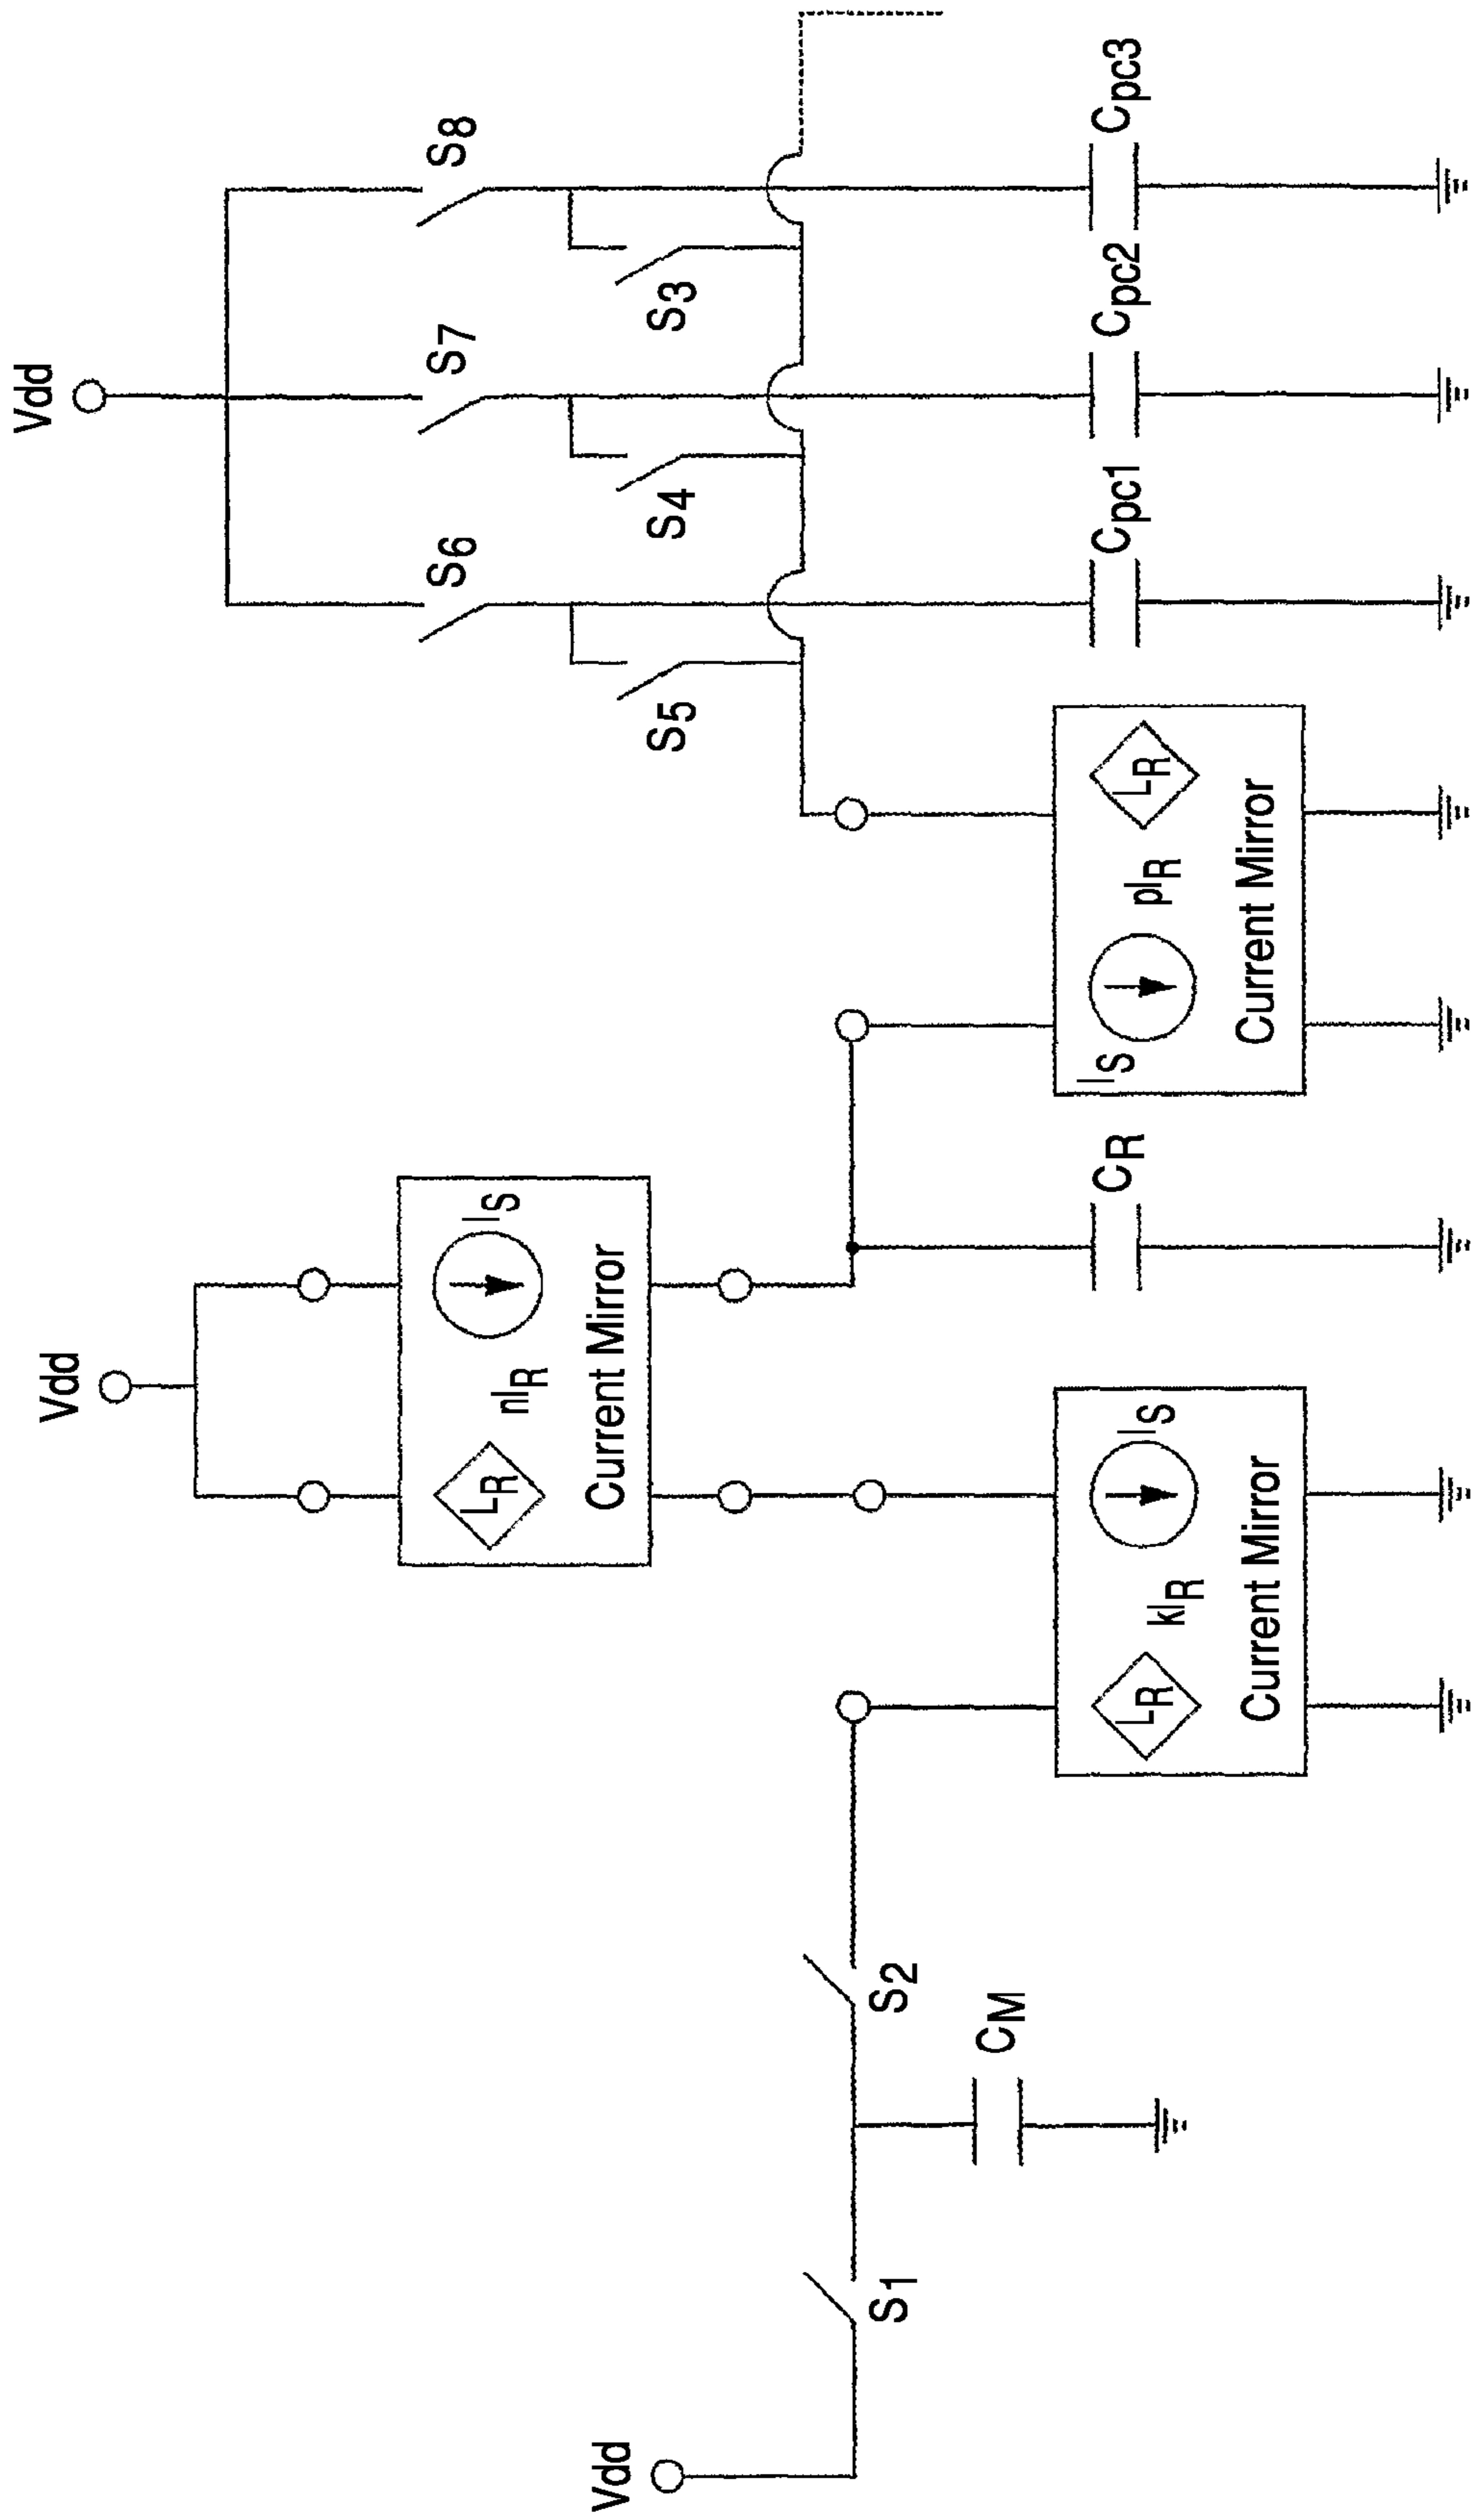 Vdd
Vdd
S6
S7
S8
LR
nIR
IS
Current Mirror
Vdd
S5
S4
S3
S1
S2
CM
LR
kIR
IS
Current Mirror
CR
IS
pIR
LR
Current Mirror
Cpc1
Cpc2
Cpc3